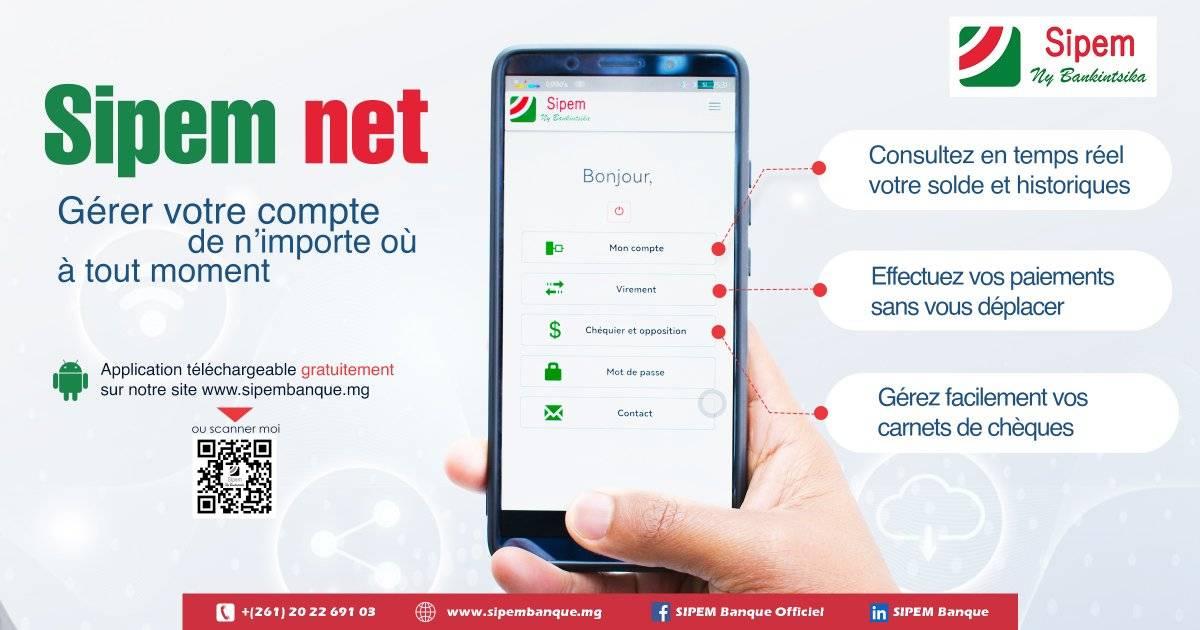 Sipem net
Gérer votre compte
de n'importe où
à tout moment
Application téléchargeable gratuitement
sur notre site www.sipembanque.mg
ou scanner moi
Sipem
Ny Bankintsika
Sipem
Ny Bankintsika
Bonjour,
Mon compte
Virement
Chéquier et opposition
Mot de passe
Contact
Sipem
Ny Bankintsika
Consultez en temps réel
votre solde et historiques
Effectuez vos paiements
sans vous déplacer
Gérez facilement vos
carnets de chèques
+(261) 20 22 691 03
www.sipembanque.mg
SIPEM Banque Officiel
SIPEM Banque